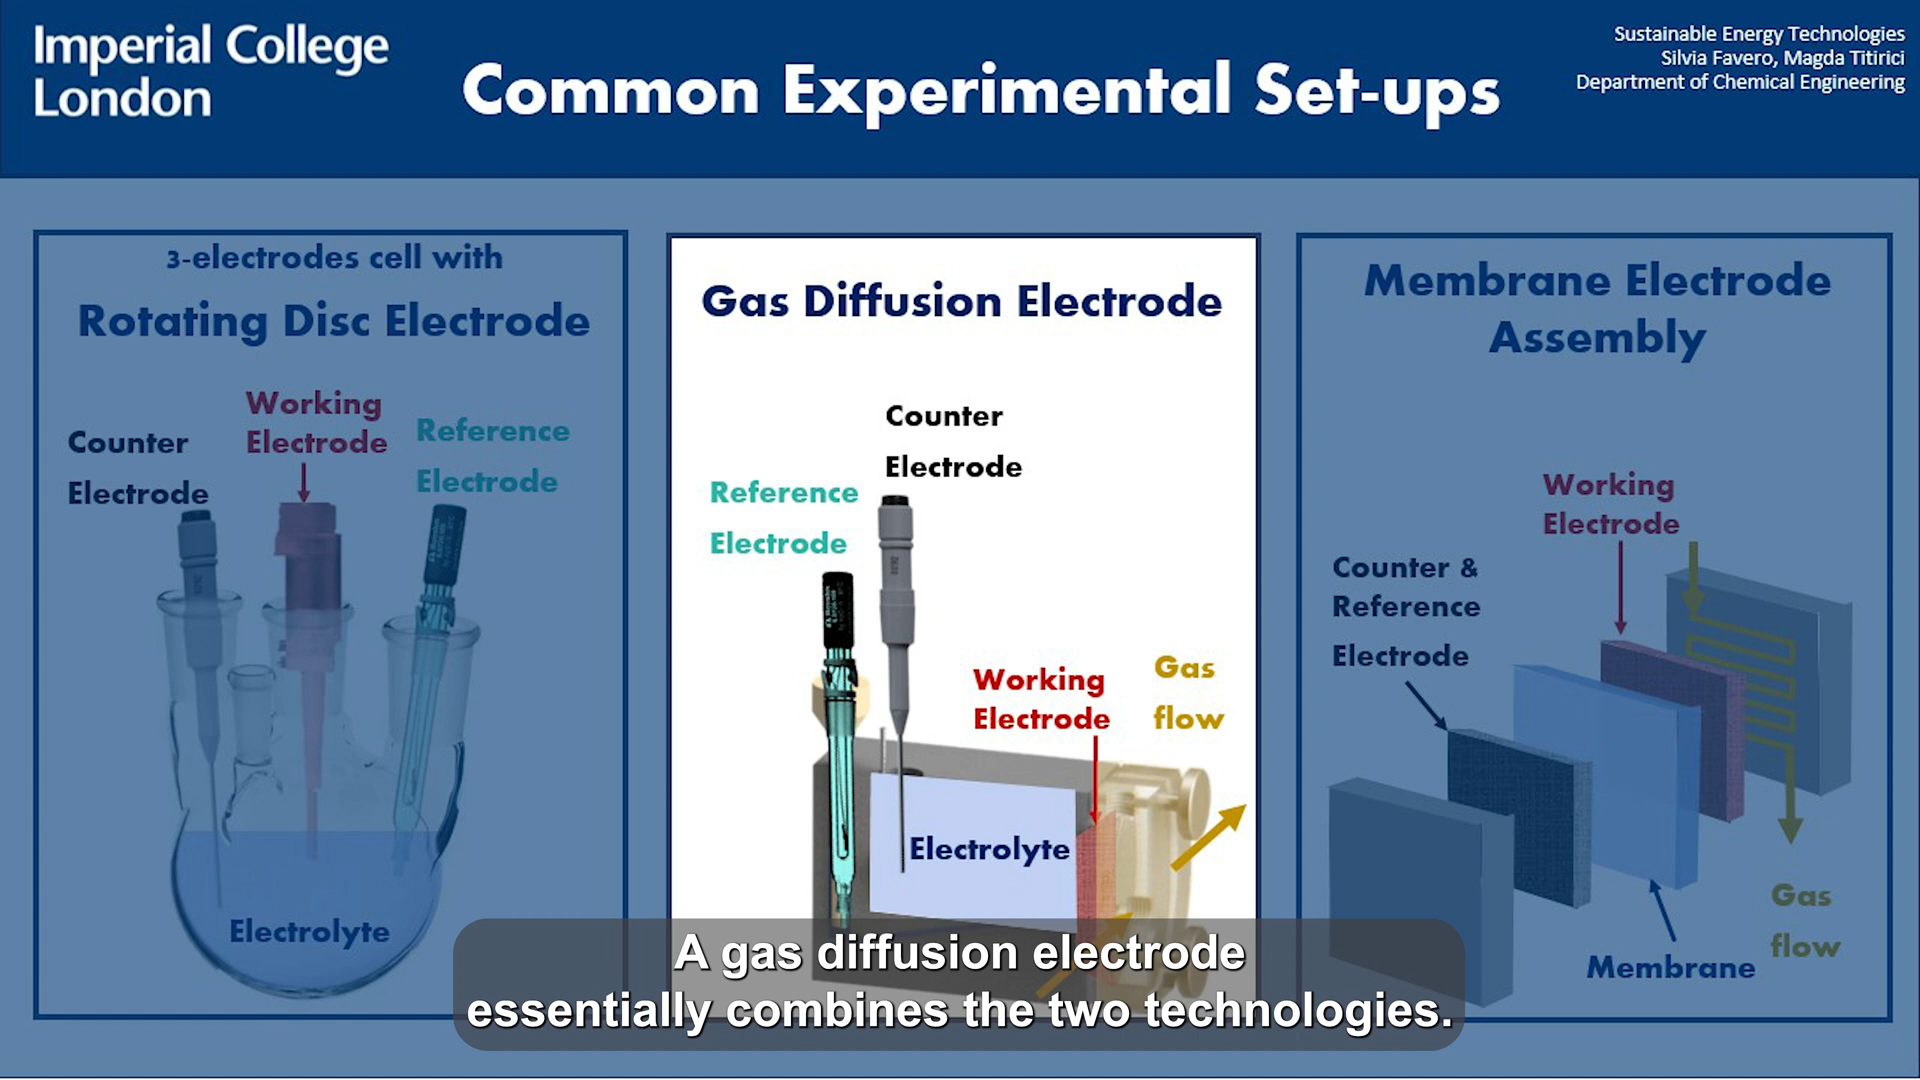 Imperial College
London
Common Experimental Set-ups
Sustainable Energy Technologies
Silvia Favero, Magda Titirici
Department of Chemical Engineering
3-electrodes cell with
Rotating Disc Electrode
Counter
Electrode
Working
Electrode
Reference
Electrode
Electrolyte
Gas Diffusion Electrode
Counter
Electrode
Reference
Electrode
Working
Electrode
Gas
flow
Electrolyte
Membrane Electrode
Assembly
Working
Electrode
Counter &
Reference
Electrode
Membrane
Gas
flow
A gas diffusion electrode
essentially combines the two technologies.